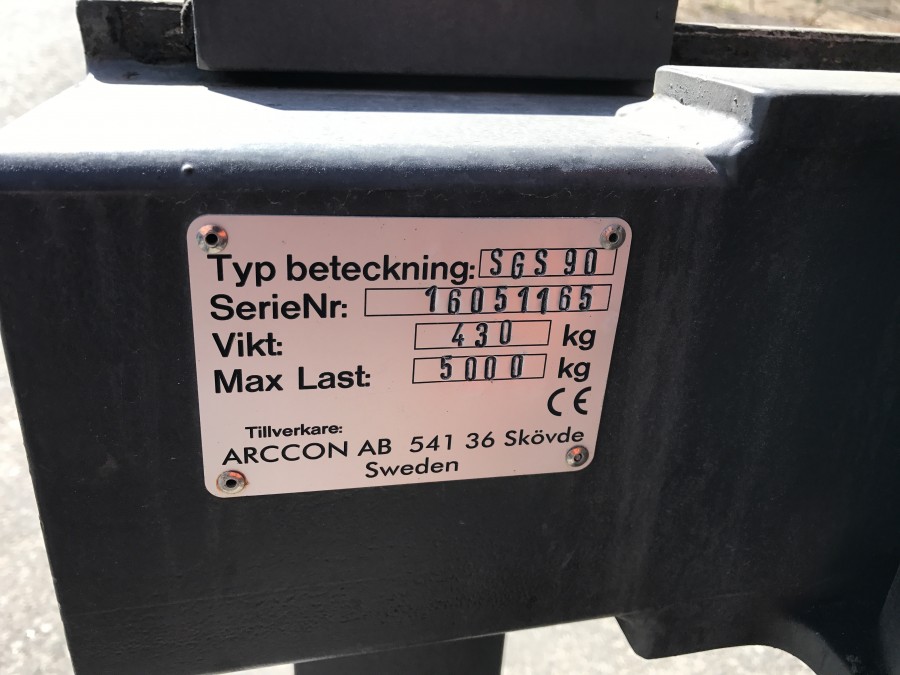 Typ beteckning: SGS 90
SerieNr: 16051165
Vikt: 430 kg
Max Last: 5000 kg
CE
Tillverkare:
ARCCON AB 541 36 Skövde
Sweden